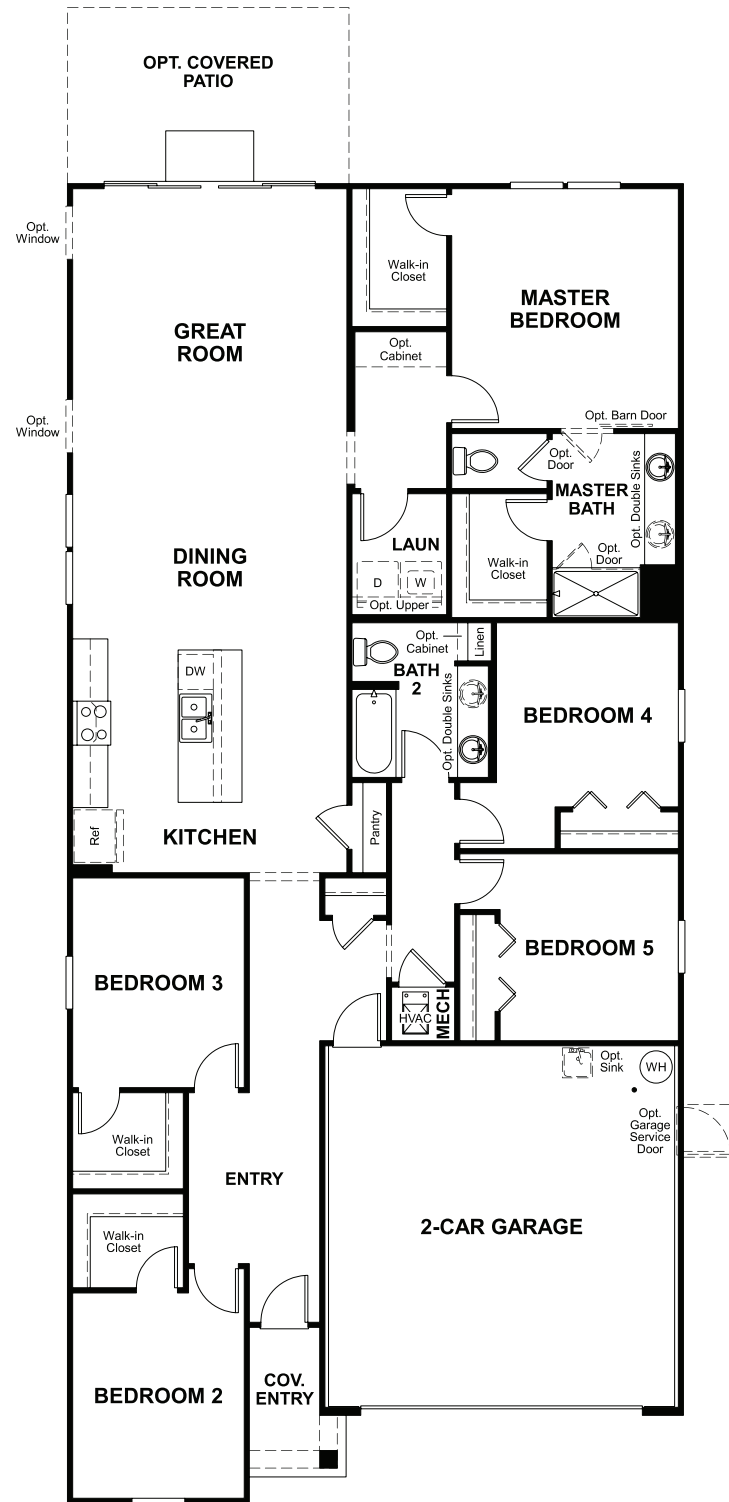 OPT. COVERED
PATIO
Opt.
Window
Walk-in
Closet
MASTER
BEDROOM
GREAT
ROOM
Opt.
Cabinet
Opt. Barn Door
Opt.
Window
Opt.
Door
MASTER
BATH
Opt. Double Sinks
LAUN
Opt.
Door
DINING
ROOM
Walk-in
Closet
D
W
Opt. Upper
Opt.
Cabinet
Linen
DW
BATH
2
Opt. Double Sinks
BEDROOM 4
Ref
KITCHEN
Pantry
BEDROOM 3
BEDROOM 5
HVAC
MECH
Opt.
Sink
WH
Opt.
Garage
Service
Door
Walk-in
Closet
ENTRY
2-CAR GARAGE
Walk-in
Closet
BEDROOM 2
COV.
ENTRY